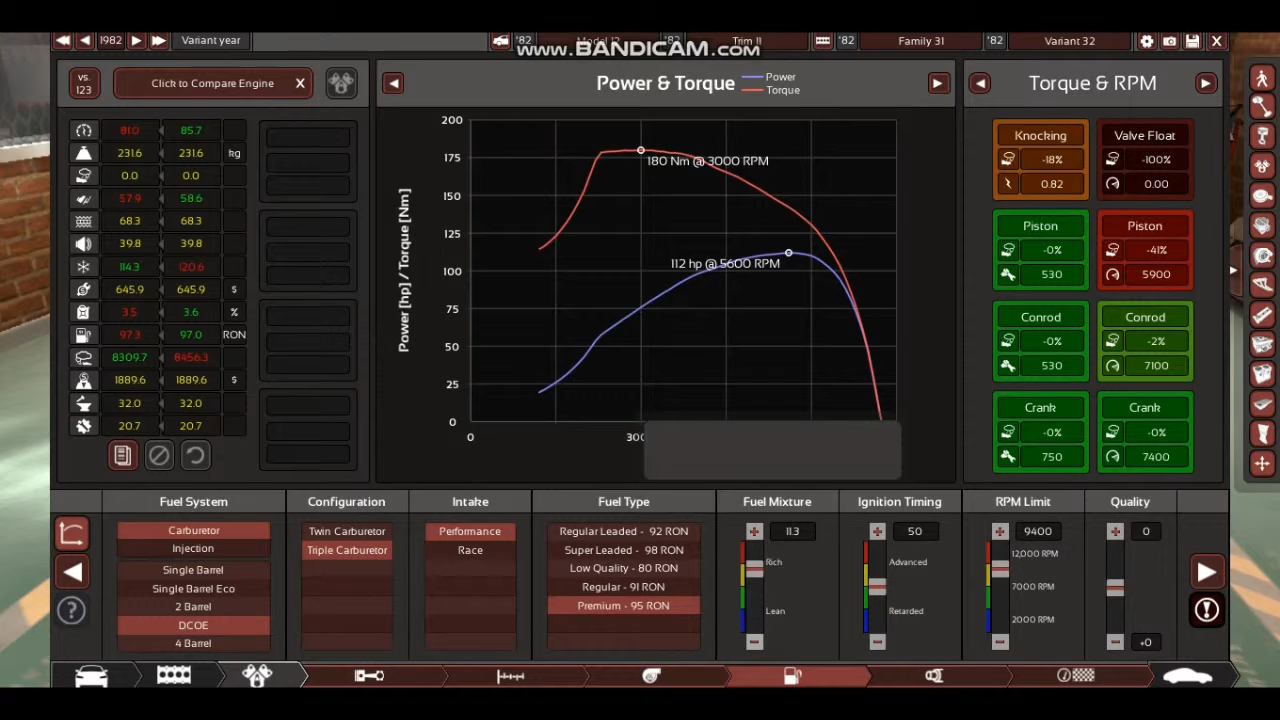 1982 Variant year '82 Trim 11 '82 Family 31 '82 Variant 32
www.BANDICAM.com
vs. 123 Click to Compare Engine X
Power & Torque
Power
Torque
Torque & RPM
81.0 85.7
231.6 231.6 kg
0.0 0.0
57.9 58.6
68.3 68.3
39.8 39.8
114.3 120.6
645.9 645.9 $
3.5 3.6 %
97.3 97.0 RON
8309.7 8456.3
1889.6 1889.6 $
32.0 32.0
20.7 20.7
Power [hp] / Torque [Nm]
200
175
150
125
100
75
50
25
0
0
180 Nm @ 3000 RPM
112 hp @ 5600 RPM
Knocking Valve Float
-18% -100%
0.82 0.00
Piston Piston
-0% -41%
530 5900
Conrod Conrod
-0% -2%
530 7100
Crank Crank
-0% -0%
750 7400
Fuel System
Carburetor
Injection
Single Barrel
Single Barrel Eco
2 Barrel
DCOE
4 Barrel
Configuration
Twin Carburetor
Triple Carburetor
Intake
Performance
Race
Fuel Type
Regular Leaded - 92 RON
Super Leaded - 98 RON
Low Quality - 80 RON
Regular - 91 RON
Premium - 95 RON
Fuel Mixture
11.3
Rich
Lean
Ignition Timing
50
Advanced
Retarded
RPM Limit
9400
12,000 RPM
7000 RPM
2000 RPM
Quality
0
+0